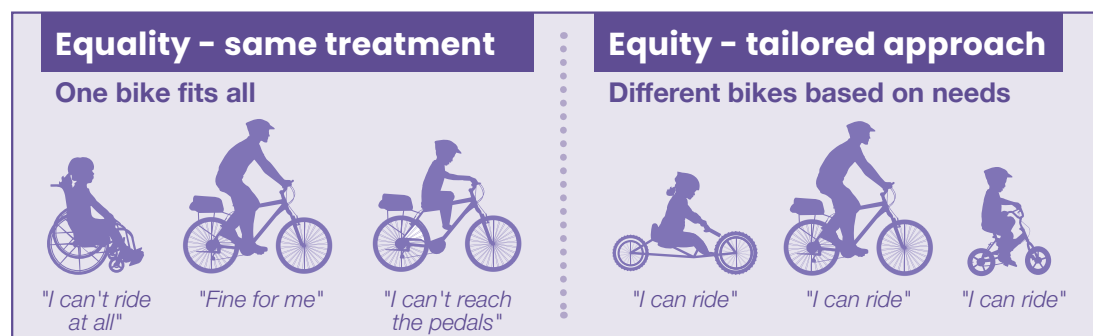 Equality - same treatment
One bike fits all
"I can't ride
at all"
"Fine for me"
"I can't reach
the pedals"
Equity - tailored approach
Different bikes based on needs
"I can ride"
"I can ride"
"I can ride"